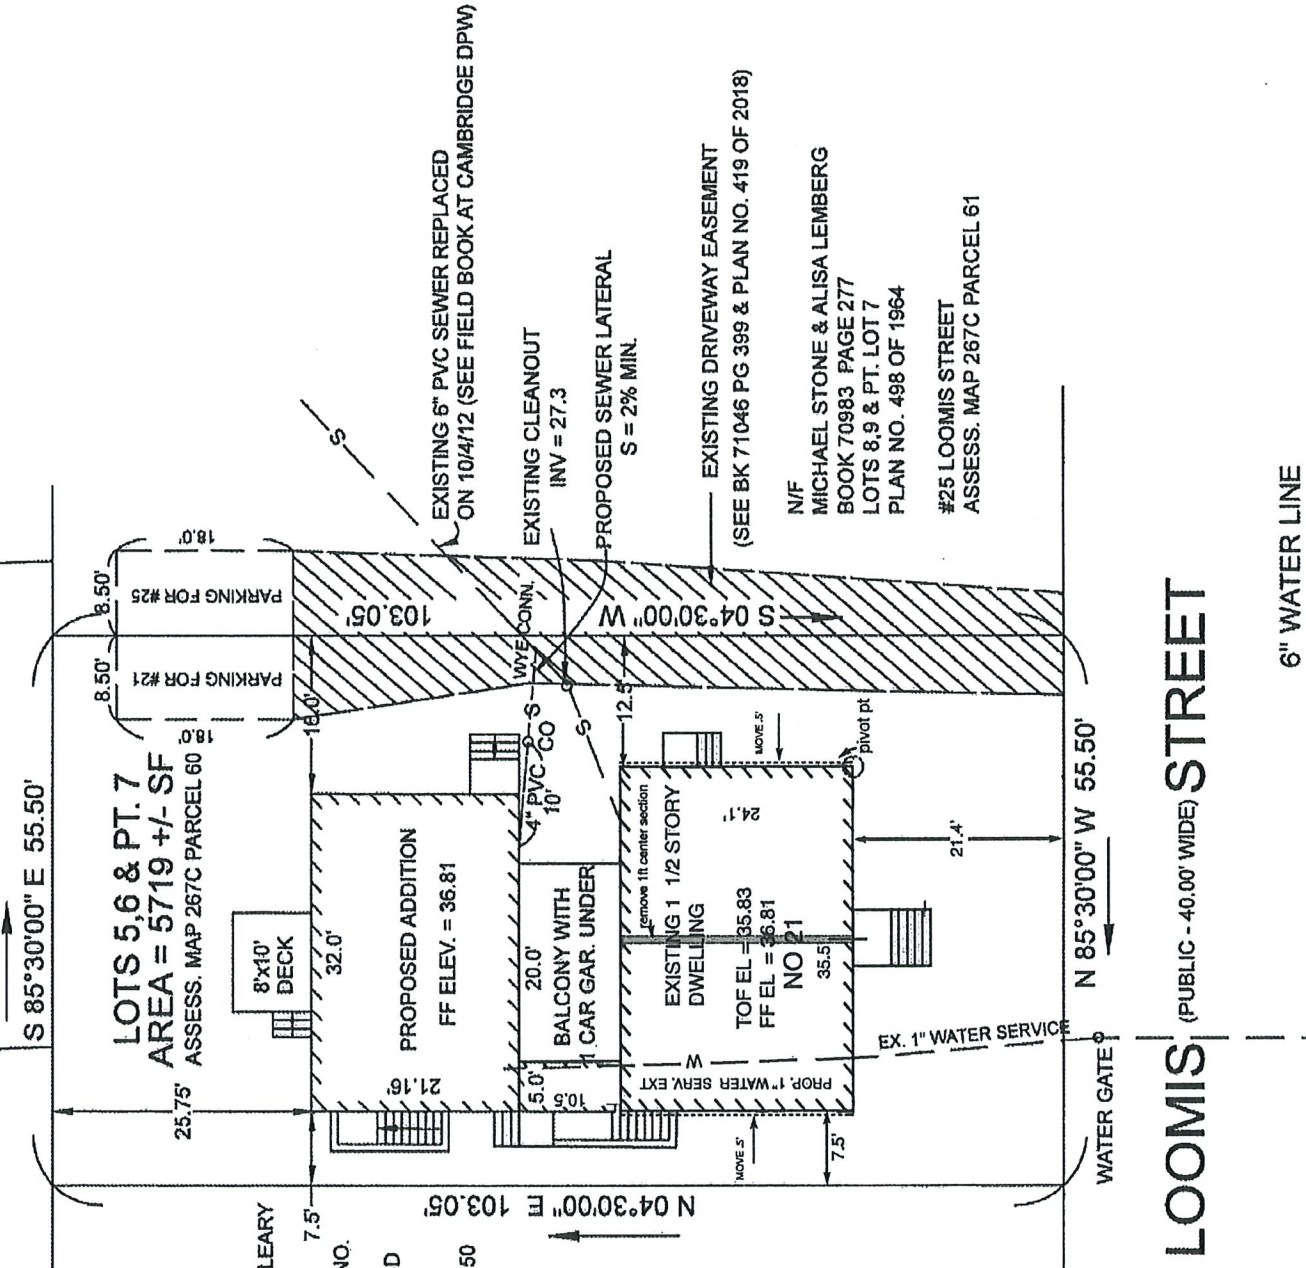 S 85°30'00" E 55.50'
LOTS 5,6 & PT. 7
AREA = 5719 +/- SF
ASSESS. MAP 267C PARCEL 60
25.75'
8.50'
8.50'
18.0'
18.0'
PARKING FOR #21
PARKING FOR #25
8'x10'
DECK
32.0'
PROPOSED ADDITION
FF ELEV. = 36.81
21.16'
7.5'
LEARY
NO.
D
50
N 04°30'00" E 103.05'
103.05'
S 04°30'00" W
EXISTING 6" PVC SEWER REPLACED
ON 10/4/12 (SEE FIELD BOOK AT CAMBRIDGE DPW)
EXISTING CLEANOUT
INV = 27.3
PROPOSED SEWER LATERAL
S = 2% MIN.
WYE CONN.
S
S
S
CO
4" PVC
10'
12.5'
20.0'
BALCONY WITH
1 CAR GAR. UNDER
5.0'
10.5'
remove 1ft center section
EXISTING 1 1/2 STORY
DWELLING
TOF EL = 35.83
FF EL = 36.81
NO 21
35.5'
24.1'
W
PROP. 1" WATER SERV. EXT
MOVE .5'
MOVE .5'
pivot pt
7.5'
21.4'
EX. 1" WATER SERVICE
WATER GATE
EXISTING DRIVEWAY EASEMENT
(SEE BK 71046 PG 399 & PLAN NO. 419 OF 2018)
N/F
MICHAEL STONE & ALISA LEMBERG
BOOK 70983 PAGE 277
LOTS 8,9 & PT. LOT 7
PLAN NO. 498 OF 1964
#25 LOOMIS STREET
ASSESS. MAP 267C PARCEL 61
N 85°30'00" W 55.50'
LOOMIS (PUBLIC - 40.00' WIDE) STREET
6" WATER LINE